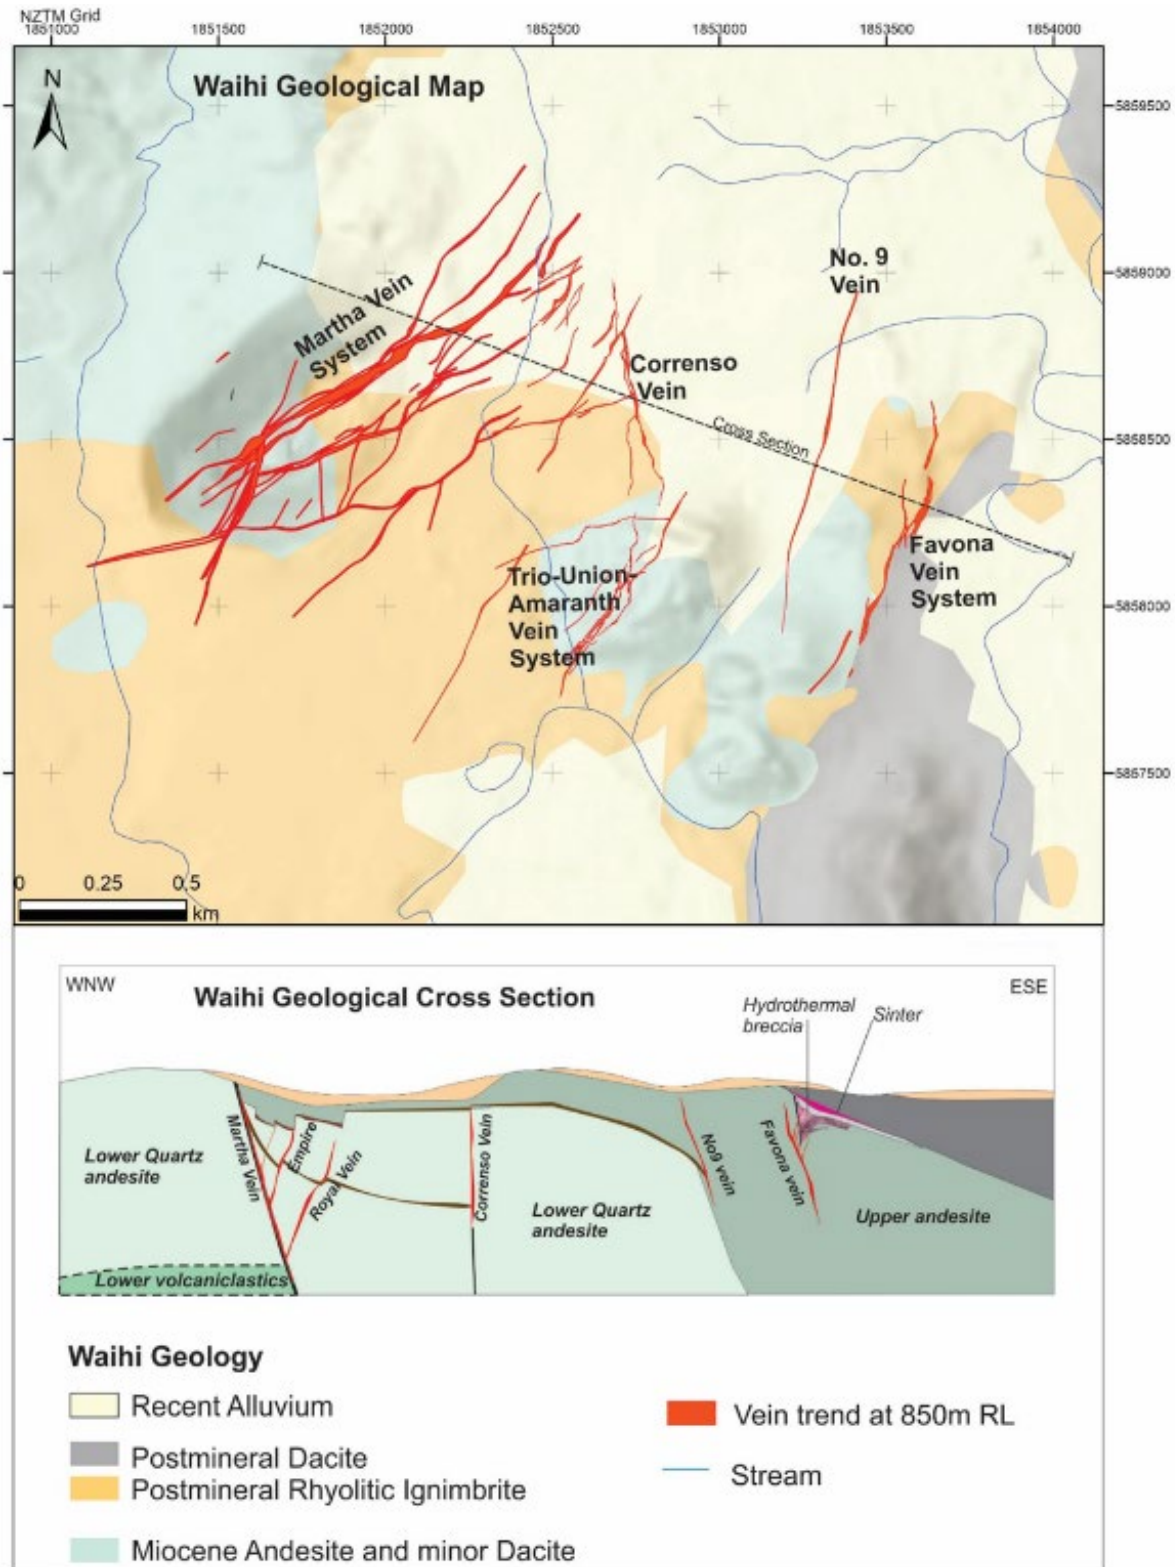 NZTM Grid
1851000
1851500
1852000
1852500
1853000
1853500
1854000
N
Waihi Geological Map
5859500
No. 9
Vein
5859000
Martha Vein
System
Correnso
Vein
Cross Section
5858500
Favona
Vein
System
Trio-Union-
Amaranth
Vein
System
5858000
5857500
0 0.25 0.5
km
WNW
Waihi Geological Cross Section
ESE
Hydrothermal
breccia
Sinter
Lower Quartz
andesite
Martha Vein
Empire
Royal Vein
Correnso Vein
Lower Quartz
andesite
No9 vein
Favona vein
Upper andesite
Lower volcaniclastics
Waihi Geology
Recent Alluvium
Postmineral Dacite
Postmineral Rhyolitic Ignimbrite
Miocene Andesite and minor Dacite
Vein trend at 850m RL
Stream